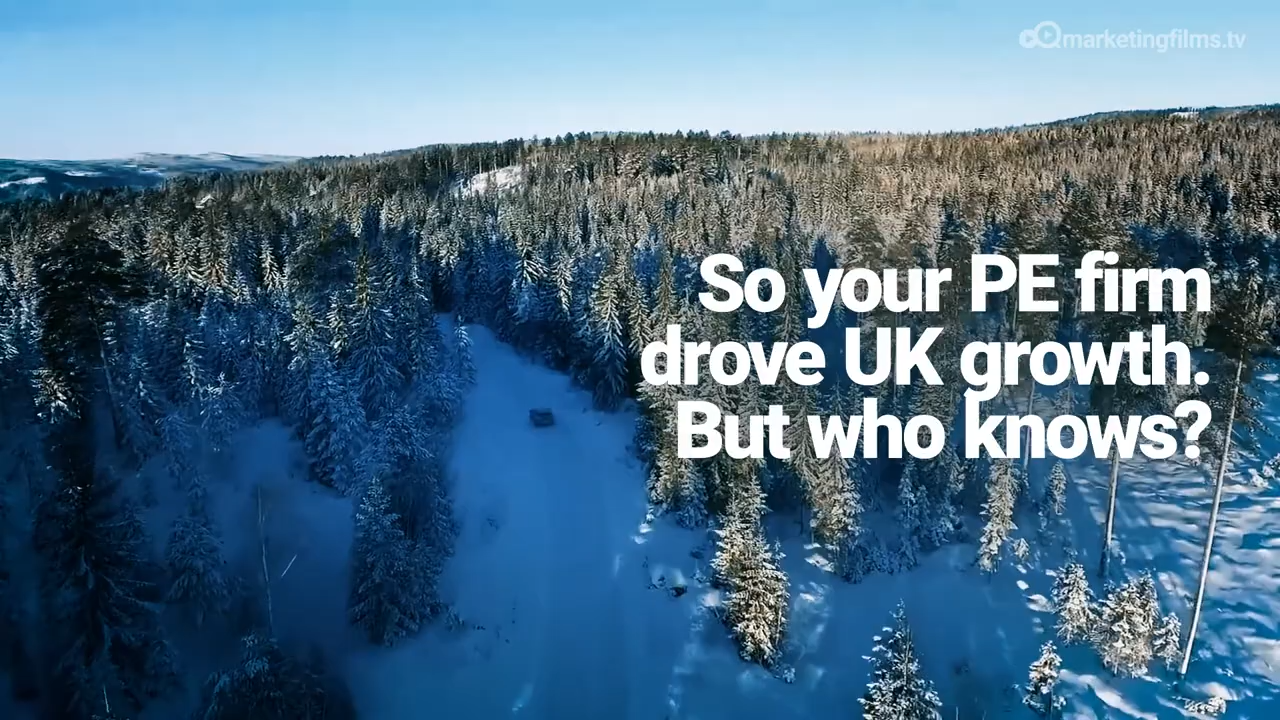 marketingfilms.tv
So your PE firm
drove UK growth.
But who knows?